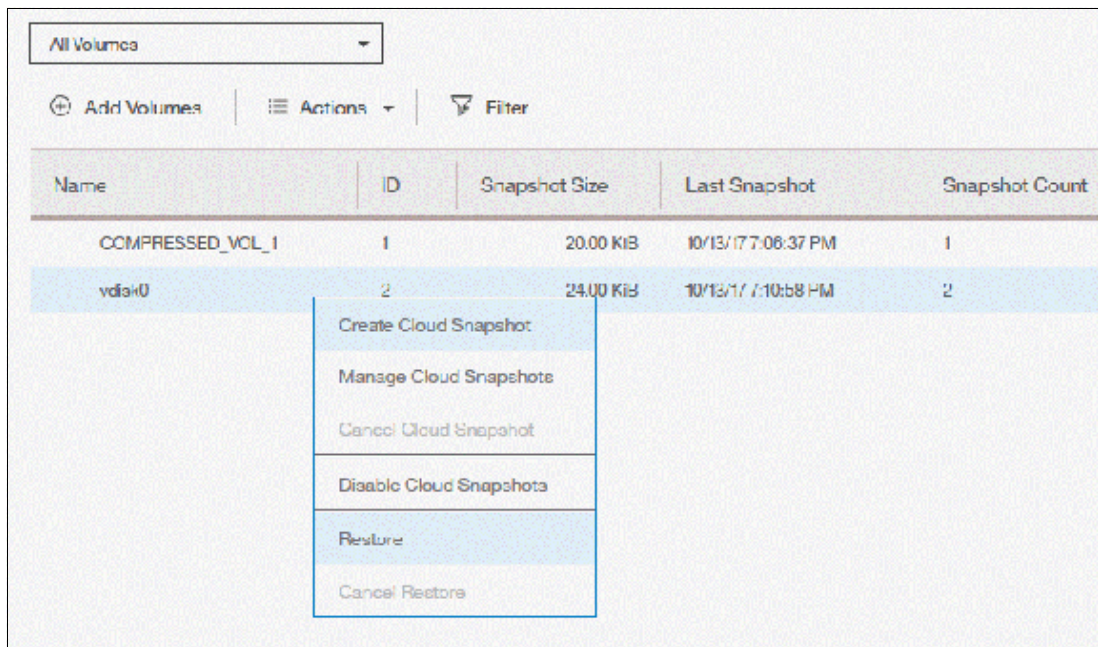 All Volumes
Add Volumes Actions Filter
Name ID Snapshot Size Last Snapshot Snapshot Count
COMPRESSED_VOL_1 1 20.00 KiB 10/13/17 7:06:37 PM 1
vdisk0 2 24.00 KiB 10/13/17 7:10:58 PM 2
Create Cloud Snapshot
Manage Cloud Snapshots
Cancel Cloud Snapshot
Disable Cloud Snapshots
Restore
Cancel Restore